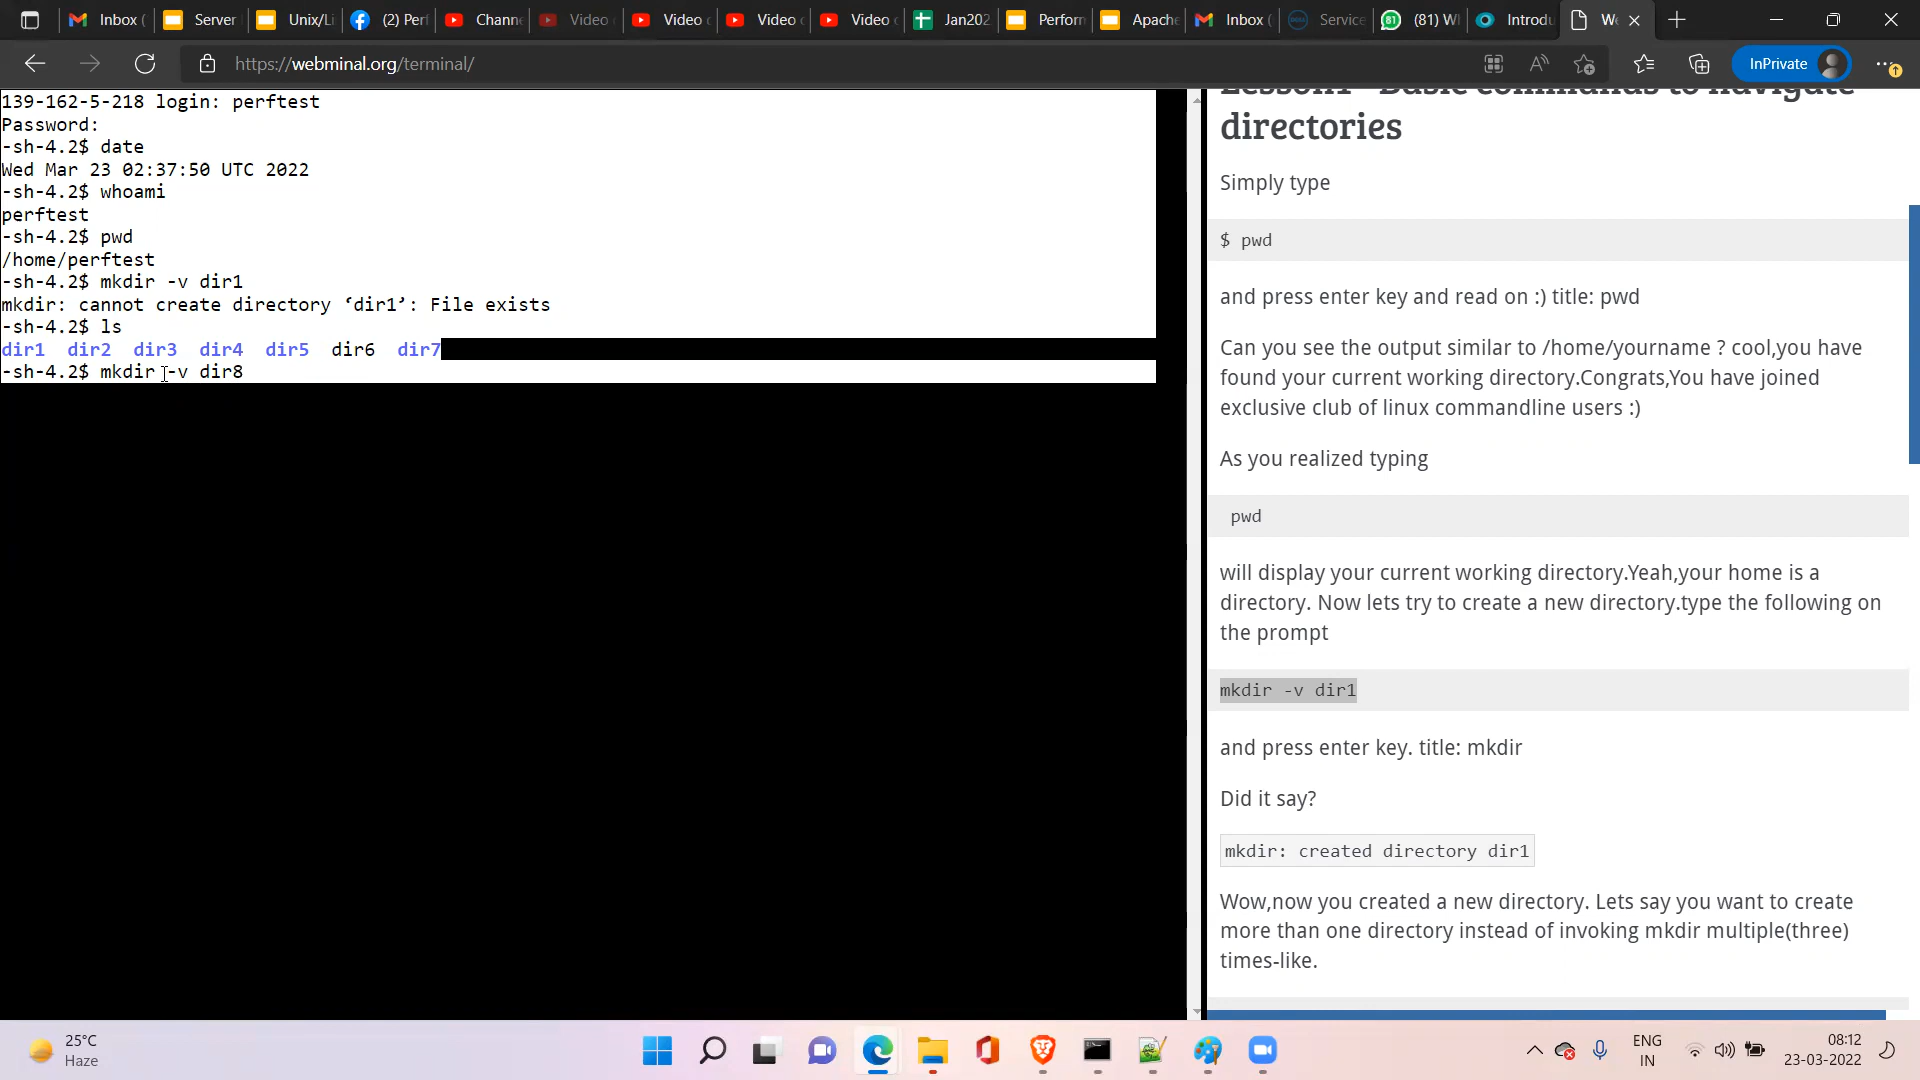 Inbox (
Server
Unix/Li
(2) Perf
Channe
Video
Video
Video
Video
Jan202
Perform
Apache
Inbox (
Service
(81) W
Introdu
We
https://webminal.org/terminal/
InPrivate
139-162-5-218 login: perftest
Password:
-sh-4.2$ date
Wed Mar 23 02:37:50 UTC 2022
-sh-4.2$ whoami
perftest
-sh-4.2$ pwd
/home/perftest
-sh-4.2$ mkdir -v dir1
mkdir: cannot create directory ‘dir1’: File exists
-sh-4.2$ ls
dir1 dir2 dir3 dir4 dir5 dir6 dir7
-sh-4.2$ mkdir -v dir8
Lesson1 - Basic commands to navigate
directories
Simply type
$ pwd
and press enter key and read on :) title: pwd
Can you see the output similar to /home/yourname ? cool,you have
found your current working directory.Congrats,You have joined
exclusive club of linux commandline users :)
As you realized typing
pwd
will display your current working directory.Yeah,your home is a
directory. Now lets try to create a new directory.type the following on
the prompt
mkdir -v dir1
and press enter key. title: mkdir
Did it say?
mkdir: created directory dir1
Wow,now you created a new directory. Lets say you want to create
more than one directory instead of invoking mkdir multiple(three)
times-like.
25°C
Haze
ENG
IN
08:12
23-03-2022